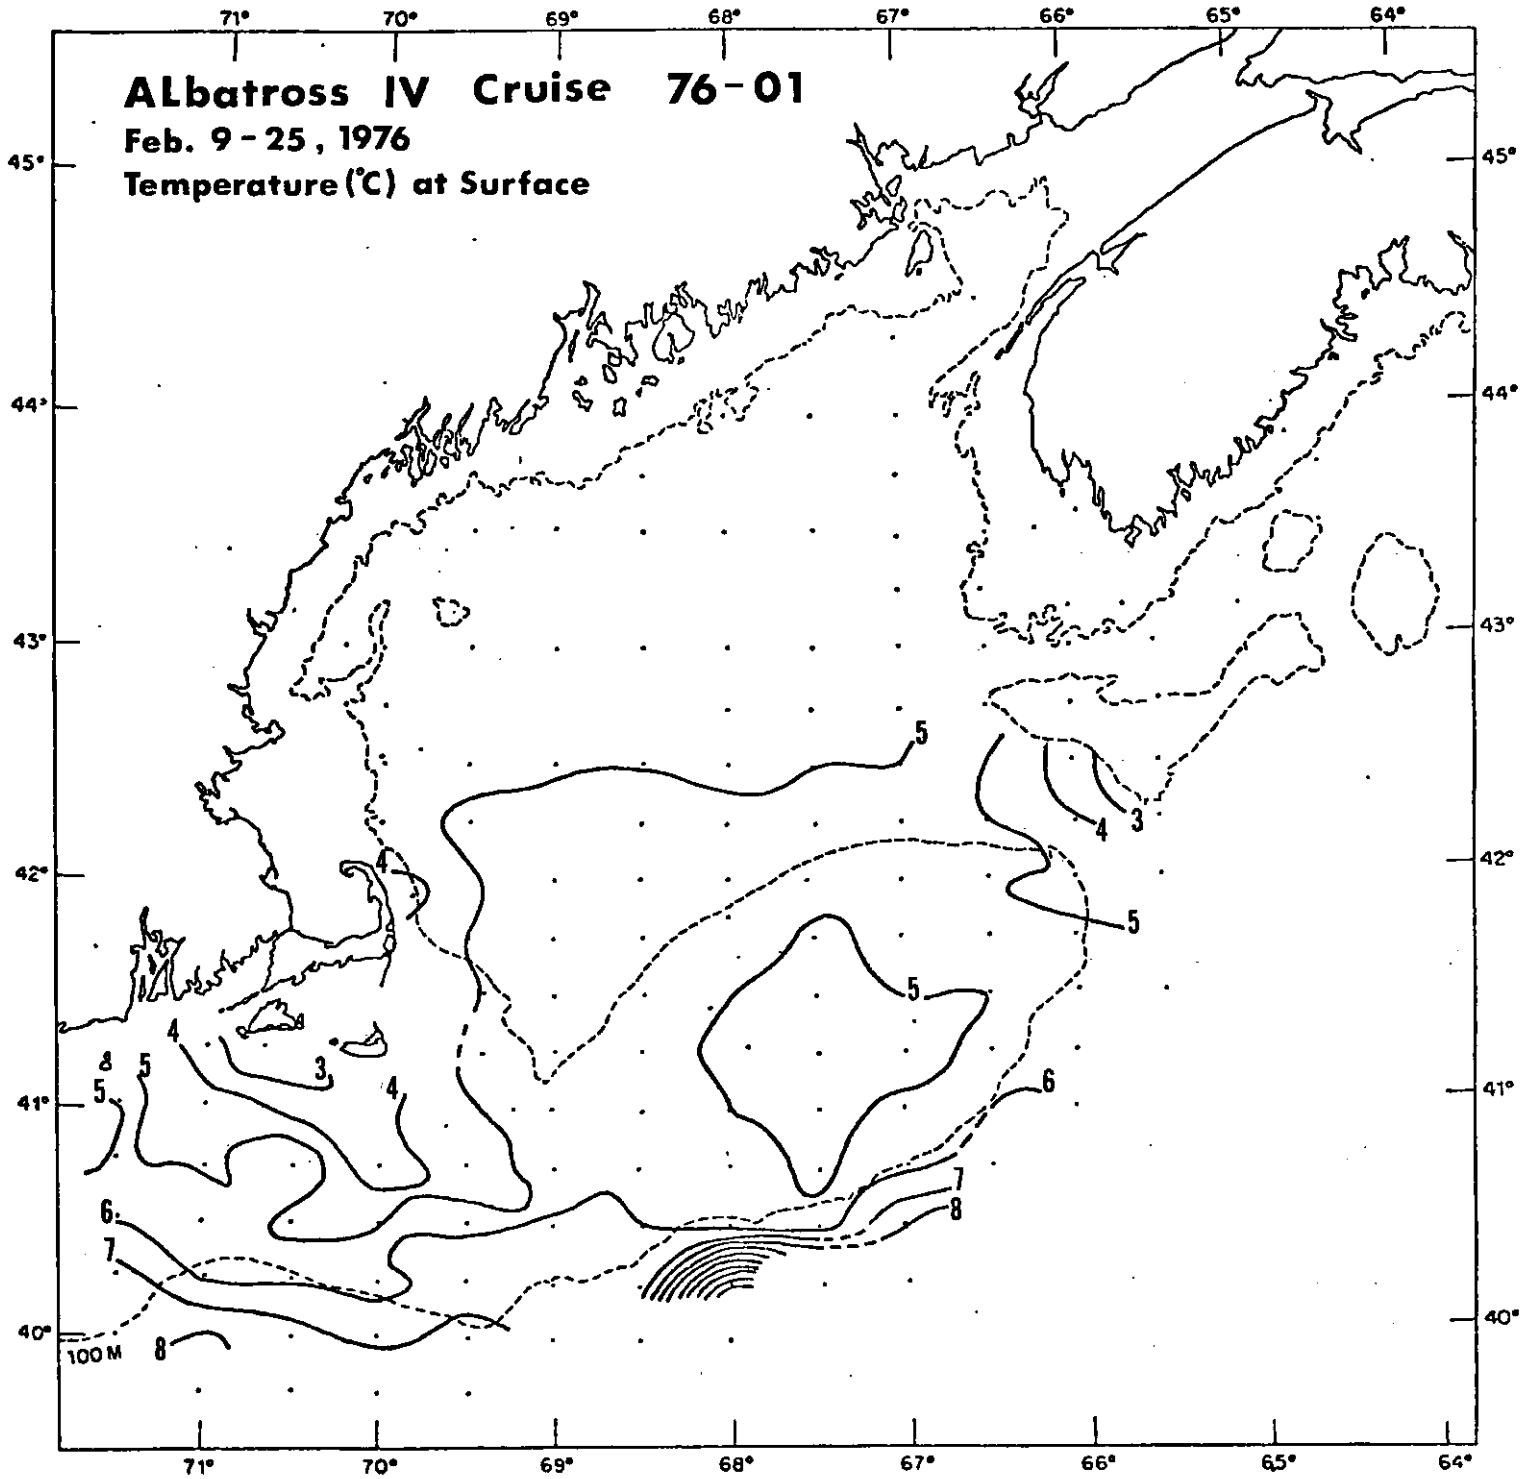 71° 70° 69° 68° 67° 66° 65° 64°
ALbatross IV Cruise 76-01
Feb. 9-25, 1976
Temperature (°C) at Surface
45° 45°
44° 44°
43° 43°
5
4 3
42° 4 42°
5
5
4
5 3 6
5 4
41° 41°
7
6 8
7
40° 40°
100 M 8
71° 70° 69° 68° 67° 66° 65° 64°